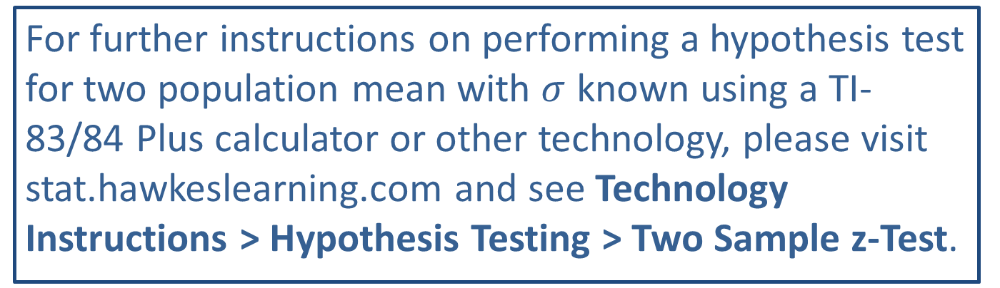 For further instructions on performing a hypothesis test
for two population mean with 𝜎 known using a TI-
83/84 Plus calculator or other technology, please visit
stat.hawkeslearning.com and see Technology
Instructions > Hypothesis Testing > Two Sample z-Test.